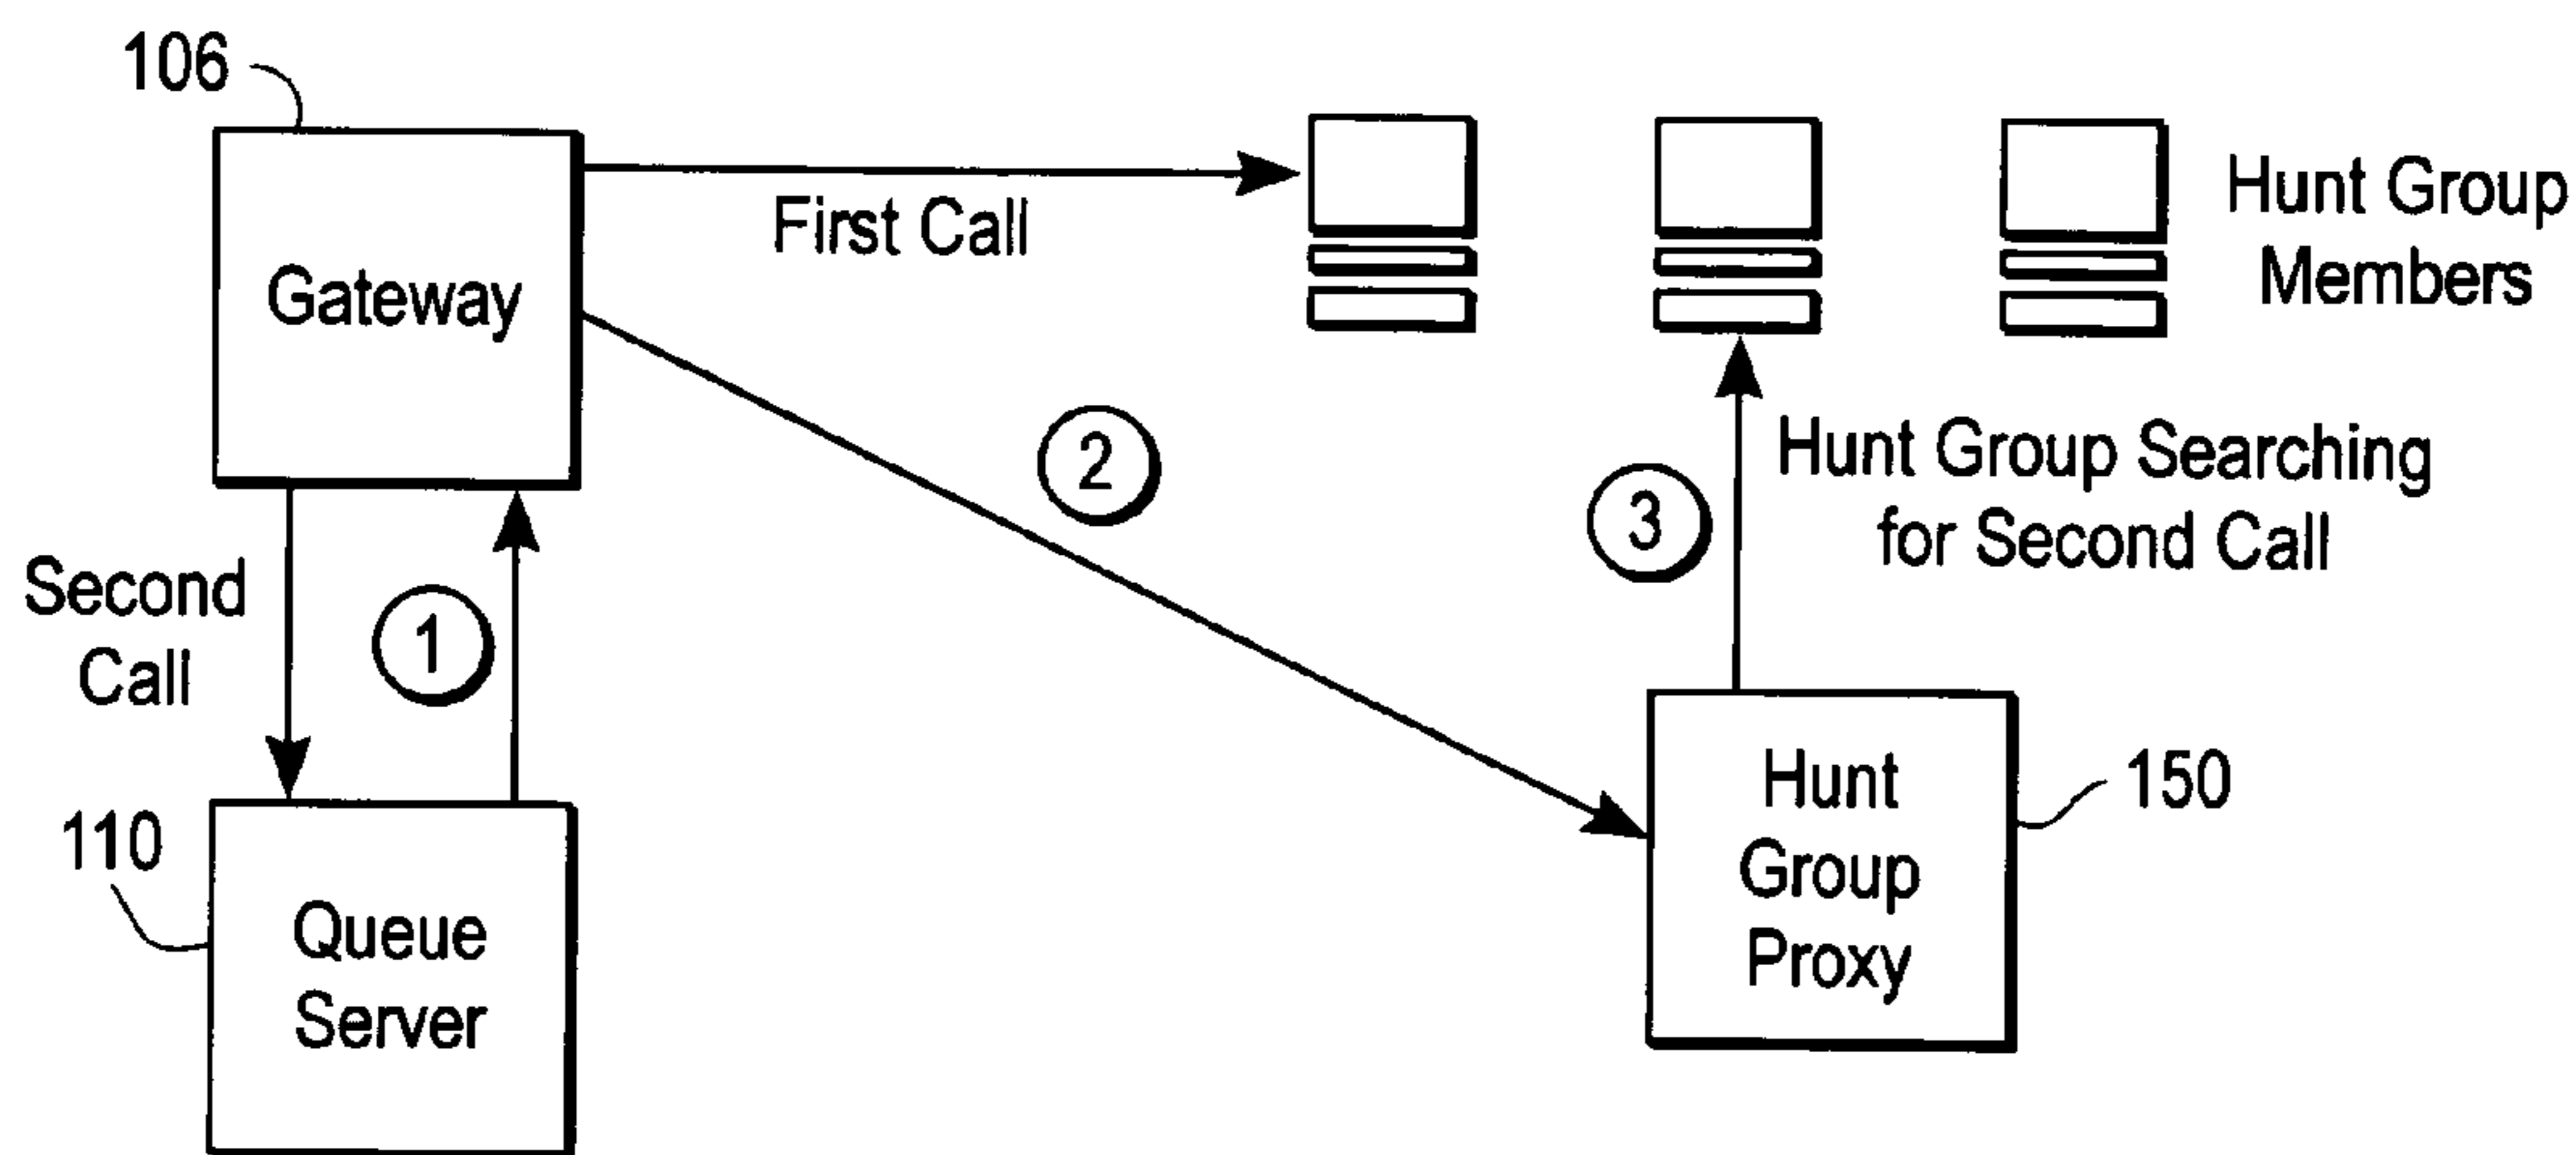 106
Gateway
First Call
Hunt Group
Members
2
3
Hunt Group Searching
for Second Call
Second
Call
1
110
Queue
Server
Hunt
Group
Proxy
150